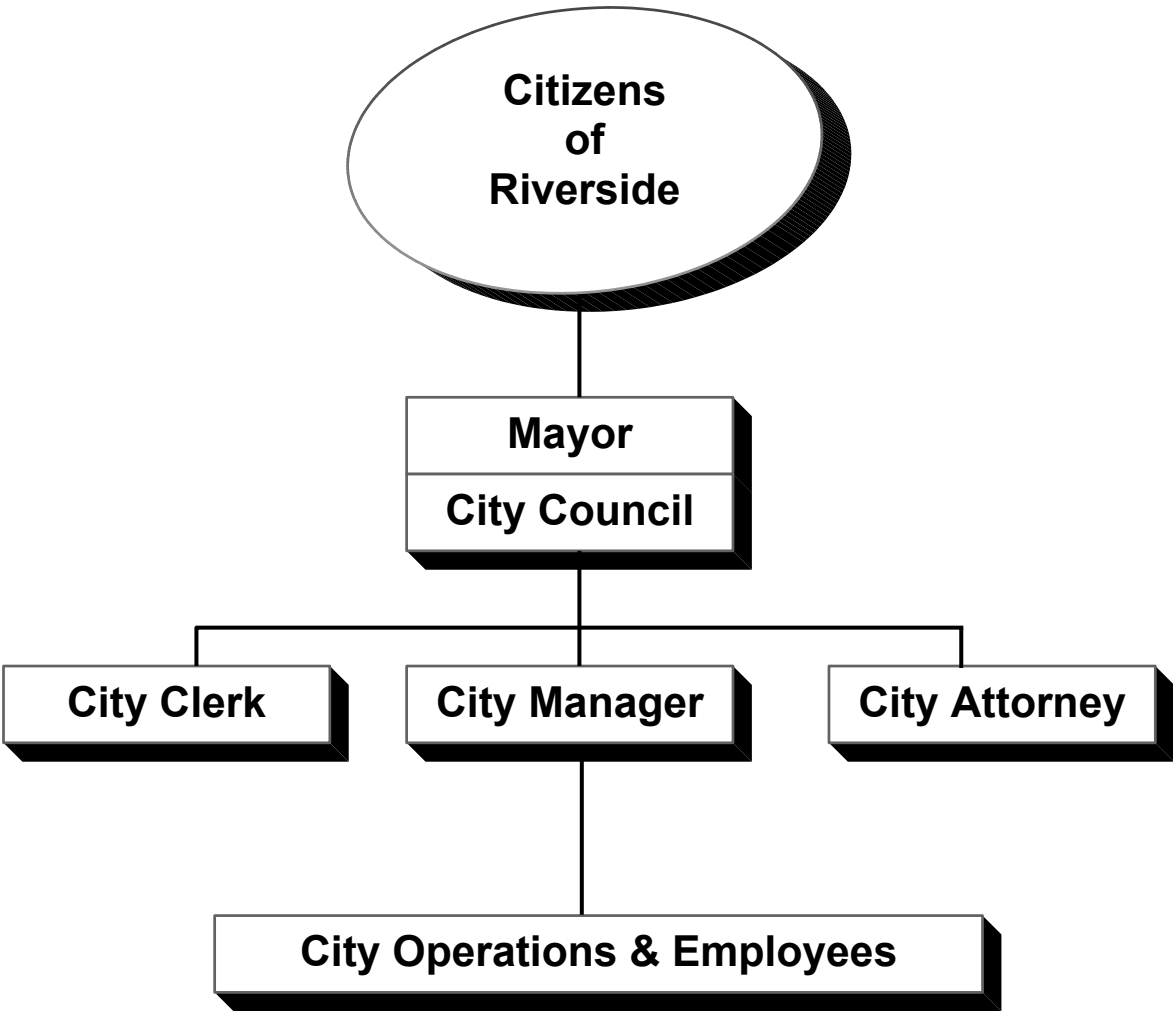 Citizens
of
Riverside
Mayor
City Council
City Clerk
City Manager
City Attorney
City Operations & Employees